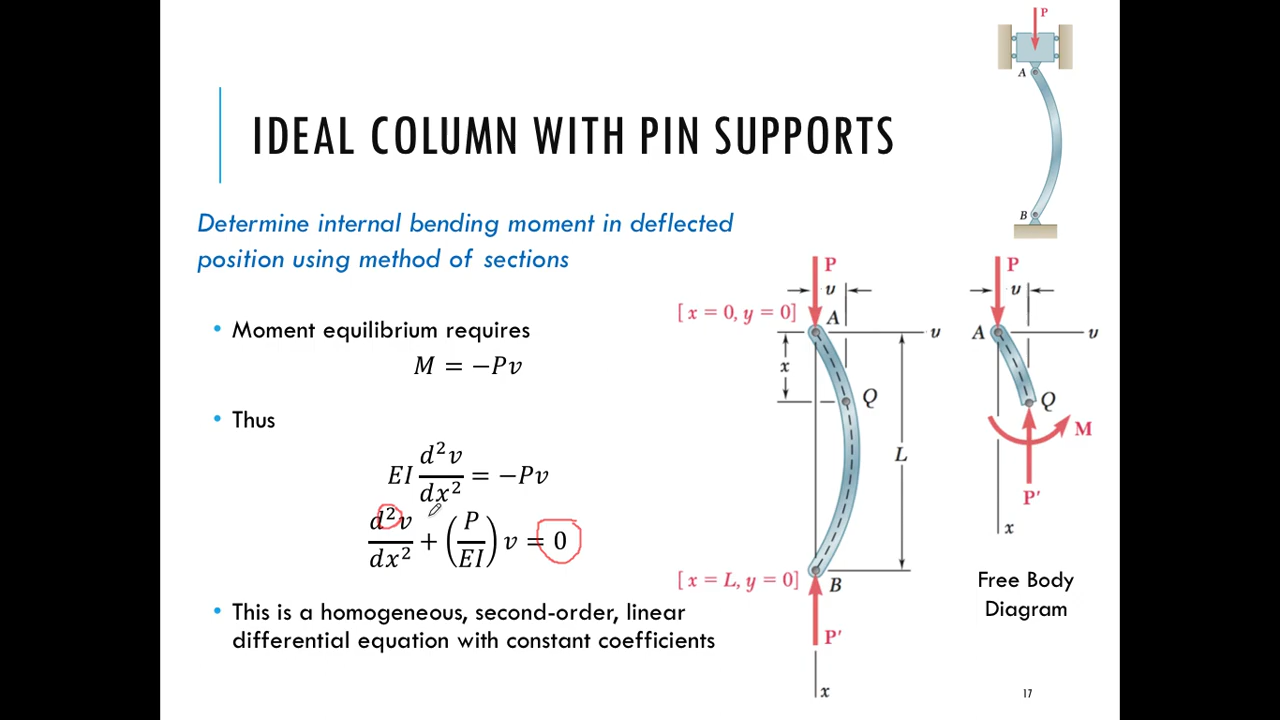 IDEAL COLUMN WITH PIN SUPPORTS
Determine internal bending moment in deflected
position using method of sections
• Moment equilibrium requires
M = −Pv
• Thus
EI d²v/dx² = −Pv
d²v/dx² + (P/EI) v = 0
• This is a homogeneous, second-order, linear
differential equation with constant coefficients
P
A
B
P
υ
[x = 0, y = 0]
A
υ
x
Q
L
[x = L, y = 0]
B
P′
x
P
υ
A
υ
Q
M
P′
x
Free Body
Diagram
17